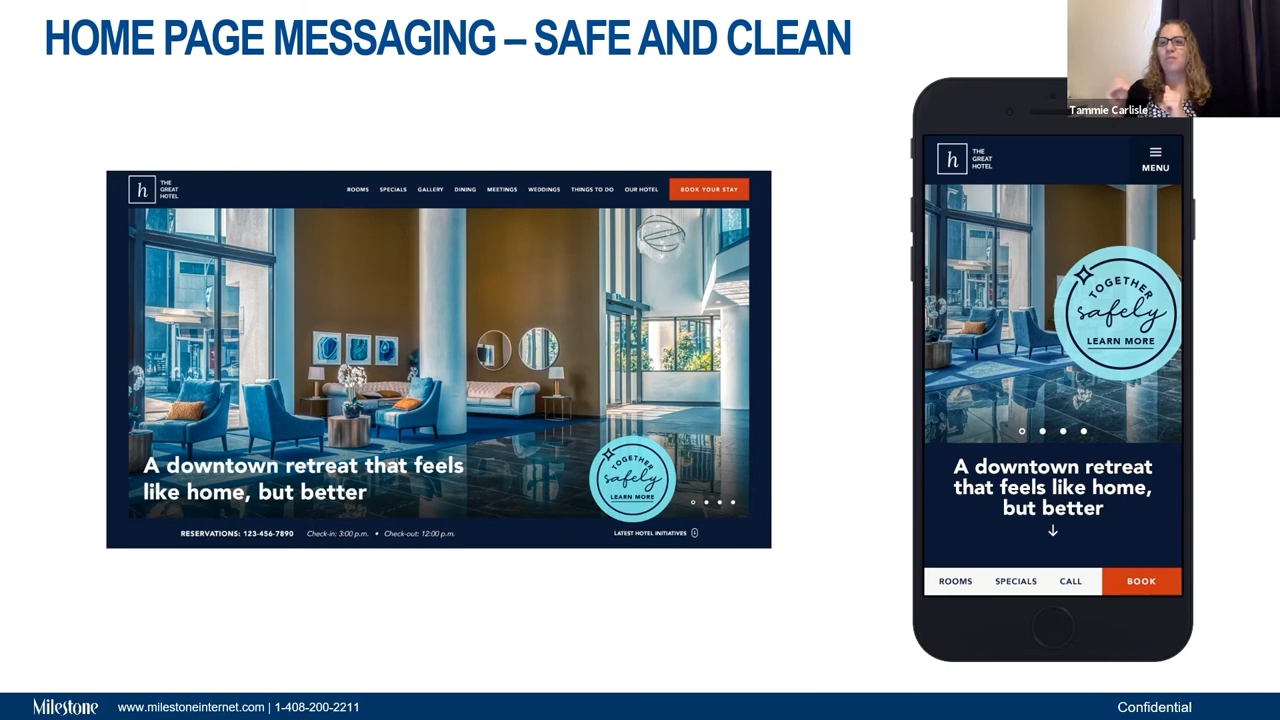 HOME PAGE MESSAGING – SAFE AND CLEAN
Tammie Carlisle
h
THE
GREAT
HOTEL
ROOMS SPECIALS GALLERY DINING MEETINGS WEDDINGS THINGS TO DO OUR HOTEL BOOK YOUR STAY
A downtown retreat that feels
like home, but better
TOGETHER
safely
LEARN MORE
RESERVATIONS: 123-456-7890 Check-in: 3:00 p.m. • Check-out: 12:00 p.m.
LATEST HOTEL INITIATIVES
h
THE
GREAT
HOTEL
MENU
TOGETHER
safely
LEARN MORE
A downtown retreat
that feels like home,
but better
ROOMS SPECIALS CALL BOOK
Milestone www.milestoneinternet.com | 1-408-200-2211 Confidential